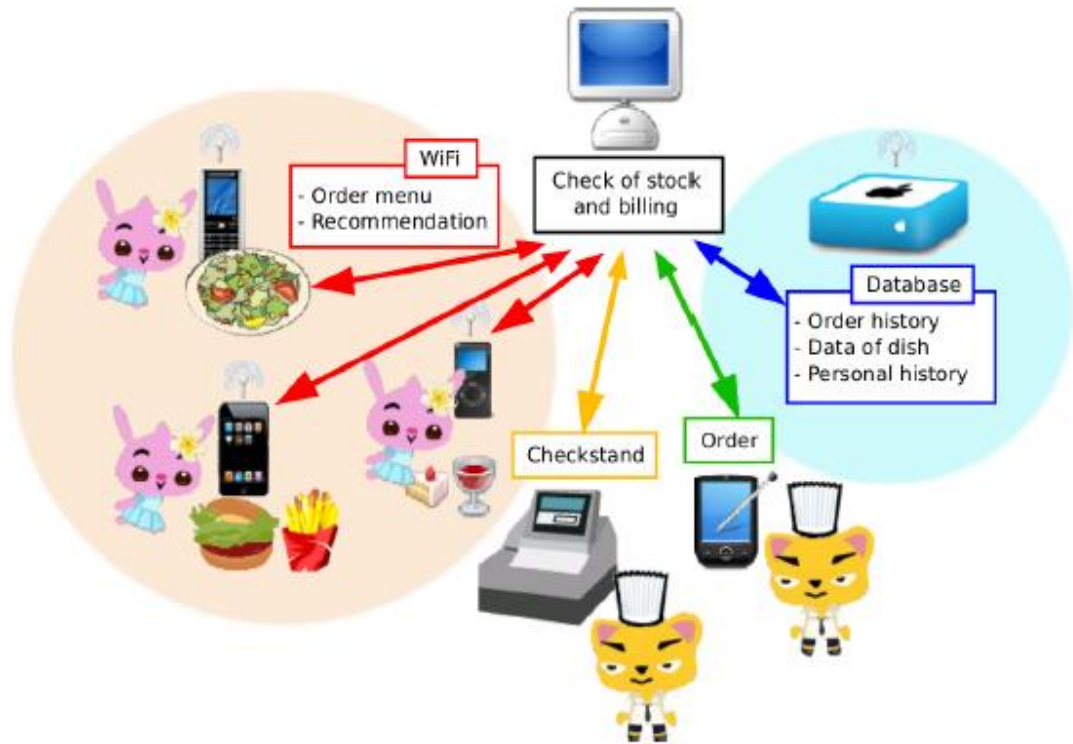 WiFi
- Order menu
- Recommendation
Check of stock
and billing
Database
- Order history
- Data of dish
- Personal history
Checkstand
Order